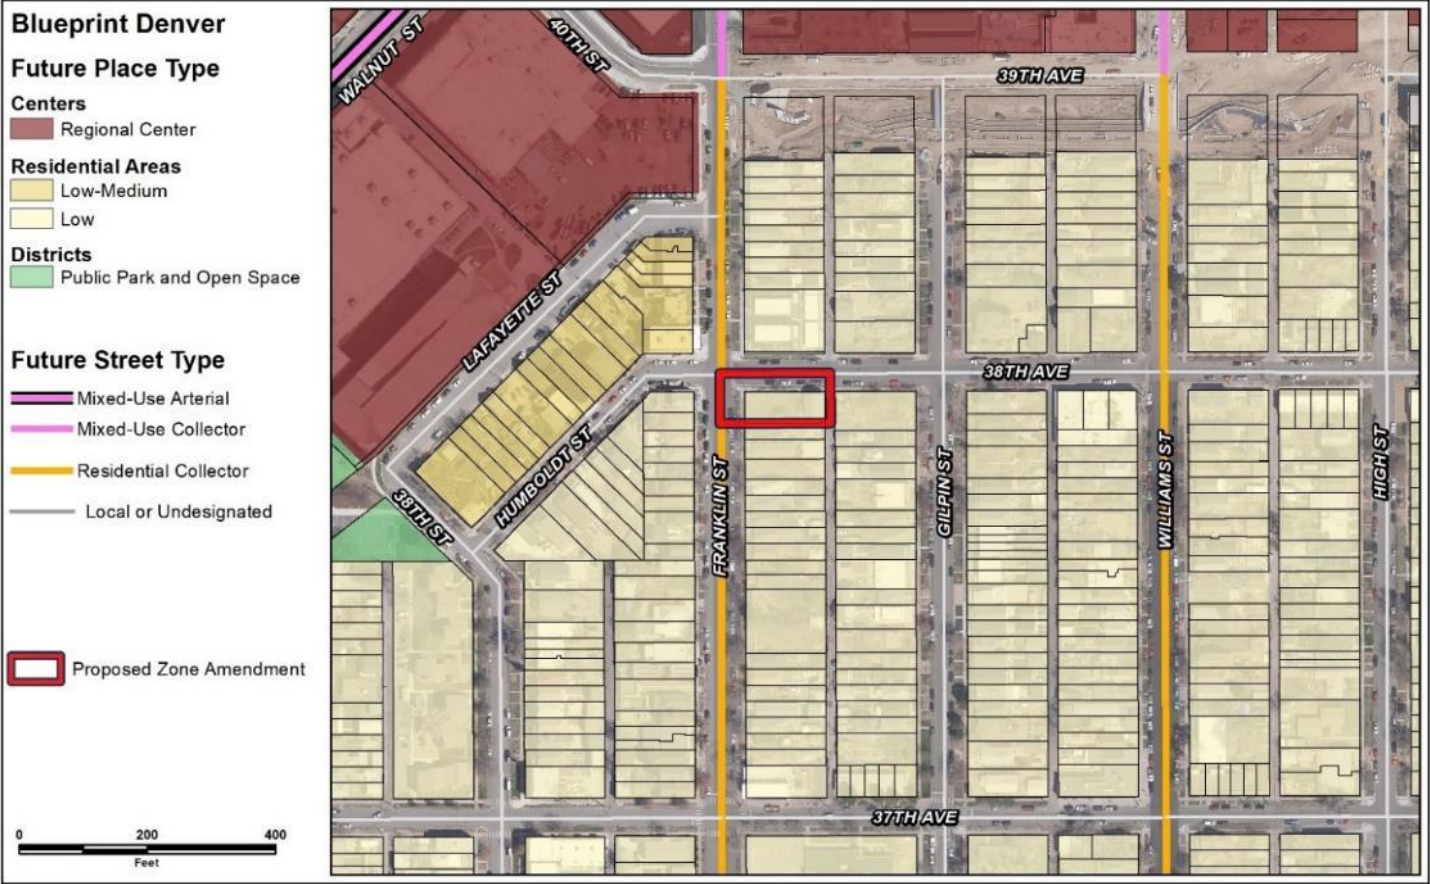 Blueprint Denver
Future Place Type
Centers
Regional Center
Residential Areas
Low-Medium
Low
Districts
Public Park and Open Space
Future Street Type
Mixed-Use Arterial
Mixed-Use Collector
Residential Collector
Local or Undesignated
Proposed Zone Amendment
0 200 400
Feet
WALNUT ST
40TH ST
39TH AVE
LAFAYETTE ST
38TH AVE
HUMBOLDT ST
38TH ST
FRANKLIN ST
GILPIN ST
WILLIAMS ST
HIGH ST
37TH AVE